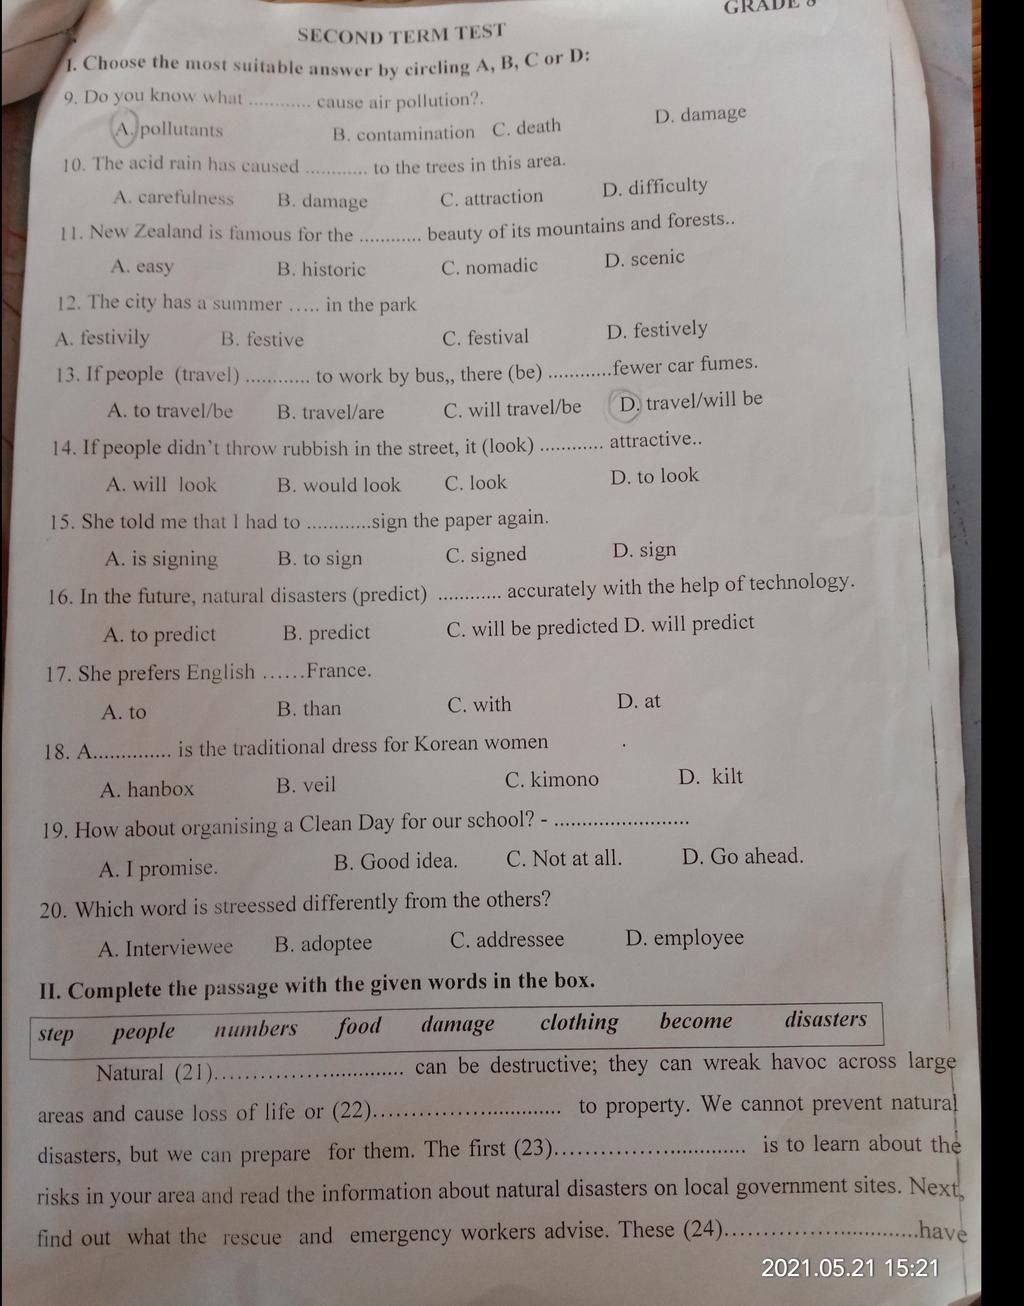 GRADE 8
SECOND TERM TEST
I. Choose the most suitable answer by circling A, B, C or D:
9. Do you know what ............ cause air pollution?.
A. pollutants B. contamination C. death D. damage
10. The acid rain has caused ............ to the trees in this area.
A. carefulness B. damage C. attraction D. difficulty
11. New Zealand is famous for the ............ beauty of its mountains and forests..
A. easy B. historic C. nomadic D. scenic
12. The city has a summer ..... in the park
A. festivily B. festive C. festival D. festively
13. If people (travel) ............ to work by bus,, there (be) ............fewer car fumes.
A. to travel/be B. travel/are C. will travel/be D. travel/will be
14. If people didn't throw rubbish in the street, it (look) ............ attractive..
A. will look B. would look C. look D. to look
15. She told me that I had to ............sign the paper again.
A. is signing B. to sign C. signed D. sign
16. In the future, natural disasters (predict) ............ accurately with the help of technology.
A. to predict B. predict C. will be predicted D. will predict
17. She prefers English ......France.
A. to B. than C. with D. at
18. A.............. is the traditional dress for Korean women
A. hanbox B. veil C. kimono D. kilt
19. How about organising a Clean Day for our school? - ........................
A. I promise. B. Good idea. C. Not at all. D. Go ahead.
20. Which word is streessed differently from the others?
A. Interviewee B. adoptee C. addressee D. employee
II. Complete the passage with the given words in the box.
step people numbers food damage clothing become disasters
Natural (21)................................ can be destructive; they can wreak havoc across large
areas and cause loss of life or (22)................................ to property. We cannot prevent natural
disasters, but we can prepare for them. The first (23)................................ is to learn about the
risks in your area and read the information about natural disasters on local government sites. Next,
find out what the rescue and emergency workers advise. These (24)................................have
2021.05.21 15:21